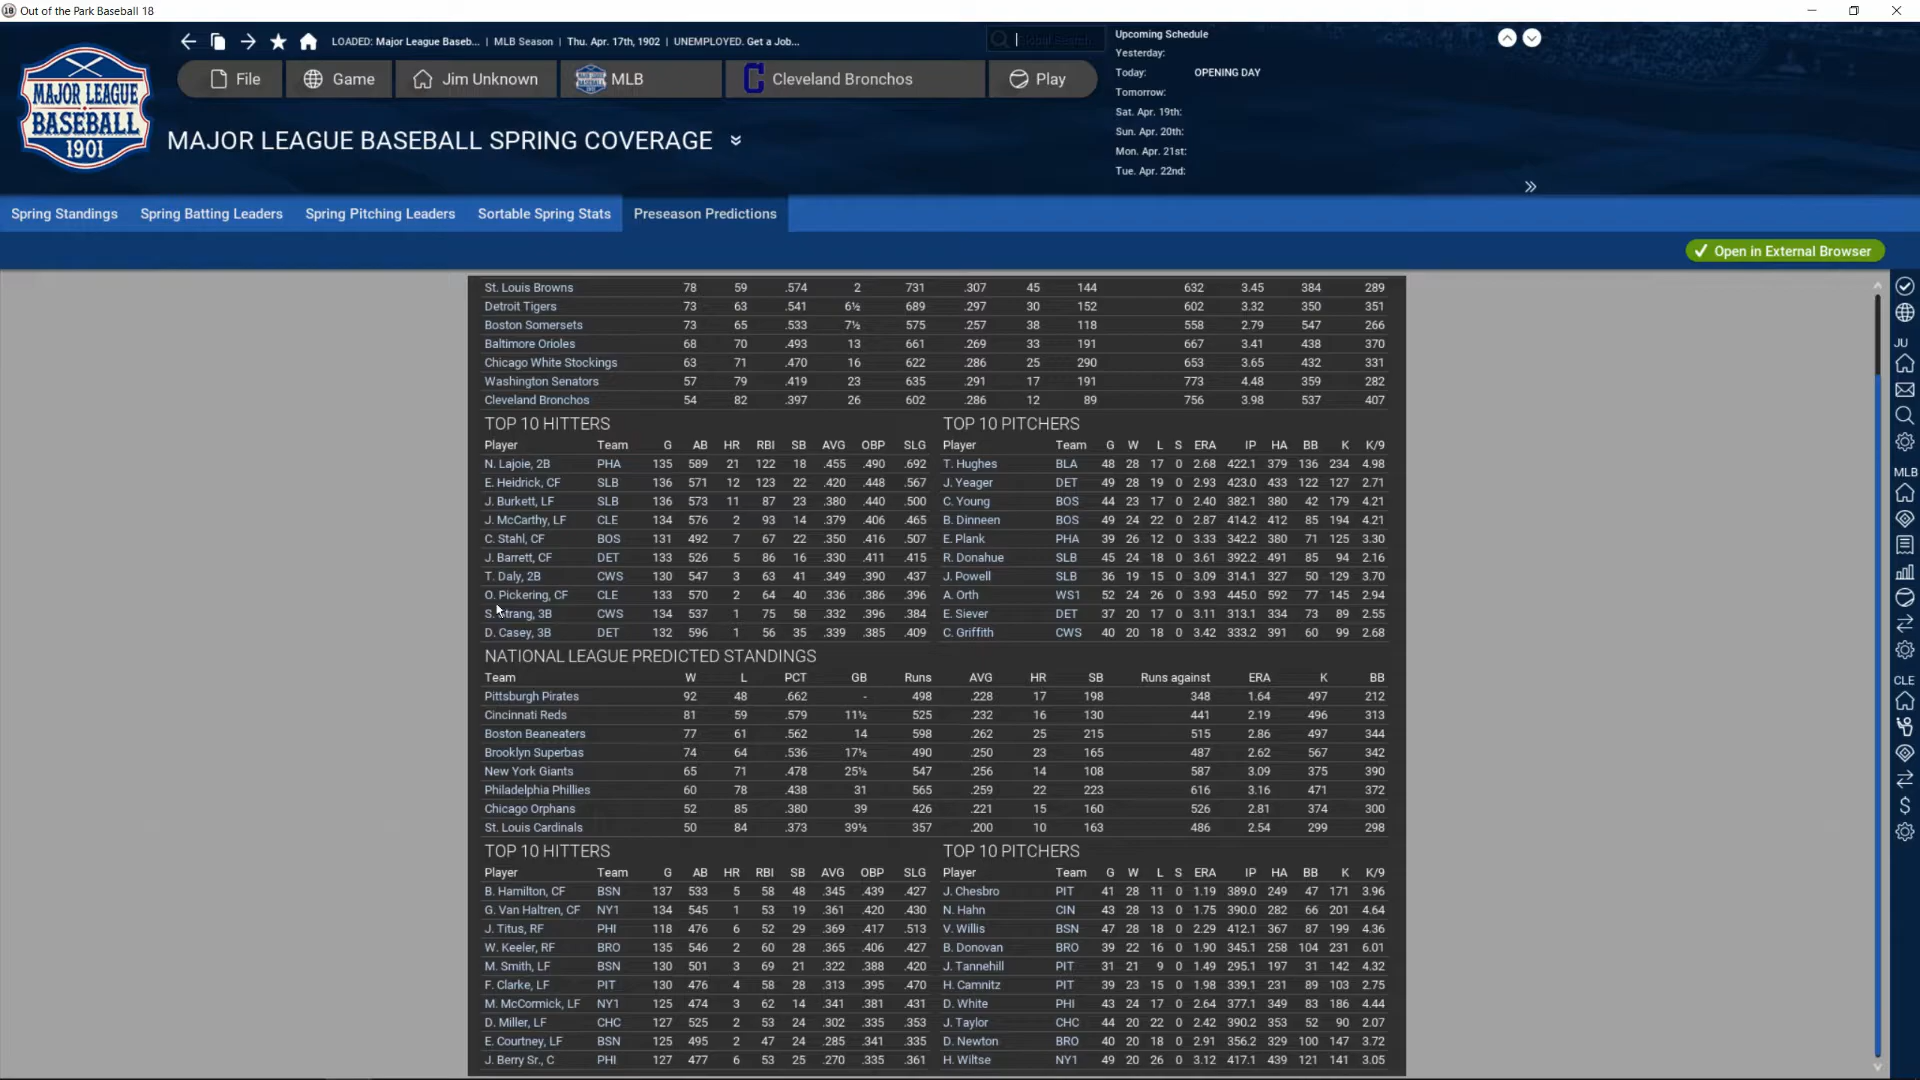 Out of the Park Baseball 18
LOADED: Major League Baseb... | MLB Season | Thu. Apr. 17th, 1902 | UNEMPLOYED. Get a Job...
Upcoming Schedule
Yesterday:
Today: OPENING DAY
Tomorrow:
Sat. Apr. 19th:
Sun. Apr. 20th:
Mon. Apr. 21st:
Tue. Apr. 22nd:
File Game Jim Unknown MLB Cleveland Bronchos Play
MAJOR LEAGUE
BASEBALL
1901
MAJOR LEAGUE BASEBALL SPRING COVERAGE
Spring Standings Spring Batting Leaders Spring Pitching Leaders Sortable Spring Stats Preseason Predictions
Open in External Browser
St. Louis Browns 78 59 .574 2 731 .307 45 144 632 3.45 384 289
Detroit Tigers 73 63 .541 6½ 689 .297 30 152 602 3.32 350 351
Boston Somersets 73 65 .533 7½ 575 .257 38 118 558 2.79 547 266
Baltimore Orioles 68 70 .493 13 661 .269 33 191 667 3.41 438 370
Chicago White Stockings 63 71 .470 16 622 .286 25 290 653 3.65 432 331
Washington Senators 57 79 .419 23 635 .291 17 191 773 4.48 359 282
Cleveland Bronchos 54 82 .397 26 602 .286 12 89 756 3.98 537 407
TOP 10 HITTERS TOP 10 PITCHERS
Player Team G AB HR RBI SB AVG OBP SLG Player Team G W L S ERA IP HA BB K K/9
N. Lajoie, 2B PHA 135 589 21 122 18 .455 .490 .692 T. Hughes BLA 48 28 17 0 2.68 422.1 379 136 234 4.98
E. Heidrick, CF SLB 136 571 12 123 22 .420 .448 .567 J. Yeager DET 49 28 19 0 2.93 423.0 433 122 127 2.71
J. Burkett, LF SLB 136 573 11 87 23 .380 .440 .500 C. Young BOS 44 23 17 0 2.40 382.1 380 42 179 4.21
J. McCarthy, LF CLE 134 576 2 93 14 .379 .406 .465 B. Dinneen BOS 49 24 22 0 2.87 414.2 412 85 194 4.21
C. Stahl, CF BOS 131 492 7 67 22 .350 .416 .507 E. Plank PHA 39 26 12 0 3.33 342.2 380 71 125 3.30
J. Barrett, CF DET 133 526 5 86 16 .330 .411 .415 R. Donahue SLB 45 24 18 0 3.61 392.2 491 85 94 2.16
T. Daly, 2B CWS 130 547 3 63 41 .349 .390 .437 J. Powell SLB 36 19 15 0 3.09 314.1 327 50 129 3.70
O. Pickering, CF CLE 133 570 2 64 40 .336 .386 .396 A. Orth WS1 52 24 26 0 3.93 445.0 592 77 145 2.94
S. Strang, 3B CWS 134 537 1 75 58 .332 .396 .384 E. Siever DET 37 20 17 0 3.11 313.1 334 73 89 2.55
D. Casey, 3B DET 132 596 1 56 35 .339 .385 .409 C. Griffith CWS 40 20 18 0 3.42 333.2 391 60 99 2.68
NATIONAL LEAGUE PREDICTED STANDINGS
Team W L PCT GB Runs AVG HR SB Runs against ERA K BB
Pittsburgh Pirates 92 48 .662 - 498 .228 17 198 348 1.64 497 212
Cincinnati Reds 81 59 .579 11½ 525 .232 16 130 441 2.19 496 313
Boston Beaneaters 77 61 .562 14 598 .262 25 215 515 2.86 497 344
Brooklyn Superbas 74 64 .536 17½ 490 .250 23 165 487 2.62 567 342
New York Giants 65 71 .478 25½ 547 .256 14 108 587 3.09 375 390
Philadelphia Phillies 60 78 .438 31 565 .259 22 223 616 3.16 471 372
Chicago Orphans 52 85 .380 39 426 .221 15 160 526 2.81 374 300
St. Louis Cardinals 50 84 .373 39½ 357 .200 10 163 486 2.54 299 298
TOP 10 HITTERS TOP 10 PITCHERS
Player Team G AB HR RBI SB AVG OBP SLG Player Team G W L S ERA IP HA BB K K/9
B. Hamilton, CF BSN 137 533 5 58 48 .345 .439 .427 J. Chesbro PIT 41 28 11 0 1.19 389.0 249 47 171 3.96
G. Van Haltren, CF NY1 134 545 1 53 19 .361 .420 .430 N. Hahn CIN 43 28 13 0 1.75 390.0 282 66 201 4.64
J. Titus, RF PHI 118 476 6 52 29 .369 .417 .513 V. Willis BSN 47 28 18 0 2.29 412.1 367 87 199 4.36
W. Keeler, RF BRO 135 546 2 60 28 .365 .406 .427 B. Donovan BRO 39 22 16 0 1.90 345.1 258 104 231 6.01
M. Smith, LF BSN 130 501 3 69 21 .322 .388 .420 J. Tannehill PIT 31 21 9 0 1.49 295.1 197 31 142 4.32
F. Clarke, LF PIT 130 476 4 58 28 .313 .395 .470 H. Camnitz PIT 39 23 15 0 1.98 339.1 231 89 103 2.75
M. McCormick, LF NY1 125 474 3 62 14 .341 .381 .431 D. White PHI 43 24 17 0 2.64 377.1 349 83 186 4.44
D. Miller, LF CHC 127 525 2 53 24 .302 .335 .353 J. Taylor CHC 44 20 22 0 2.42 390.2 353 52 90 2.07
E. Courtney, LF BSN 125 495 2 47 24 .285 .341 .335 D. Newton BRO 40 20 18 0 2.91 356.2 329 100 147 3.72
J. Berry Sr., C PHI 127 477 6 53 25 .270 .335 .361 H. Wiltse NY1 49 20 26 0 3.12 417.1 439 121 141 3.05
JU
MLB
CLE